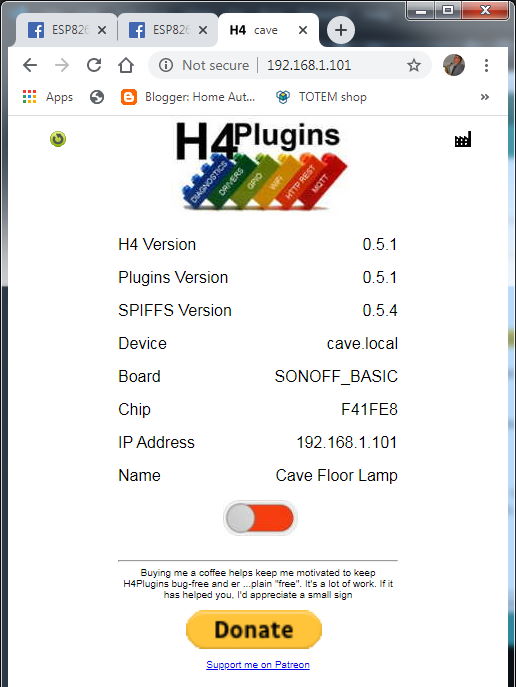 ESP826
ESP826
H4 cave
Not secure
192.168.1.101
Apps
Blogger: Home Aut...
TOTEM shop
H4Plugins
DIAGNOSTICS
DRIVERS
GPIO
WiFi
HTTP REST
MQTT
H4 Version 0.5.1
Plugins Version 0.5.1
SPIFFS Version 0.5.4
Device cave.local
Board SONOFF_BASIC
Chip F41FE8
IP Address 192.168.1.101
Name Cave Floor Lamp
Buying me a coffee helps keep me motivated to keep
H4Plugins bug-free and er ...plain "free". It's a lot of work. If it
has helped you, I'd appreciate a small sign
Donate
Support me on Patreon